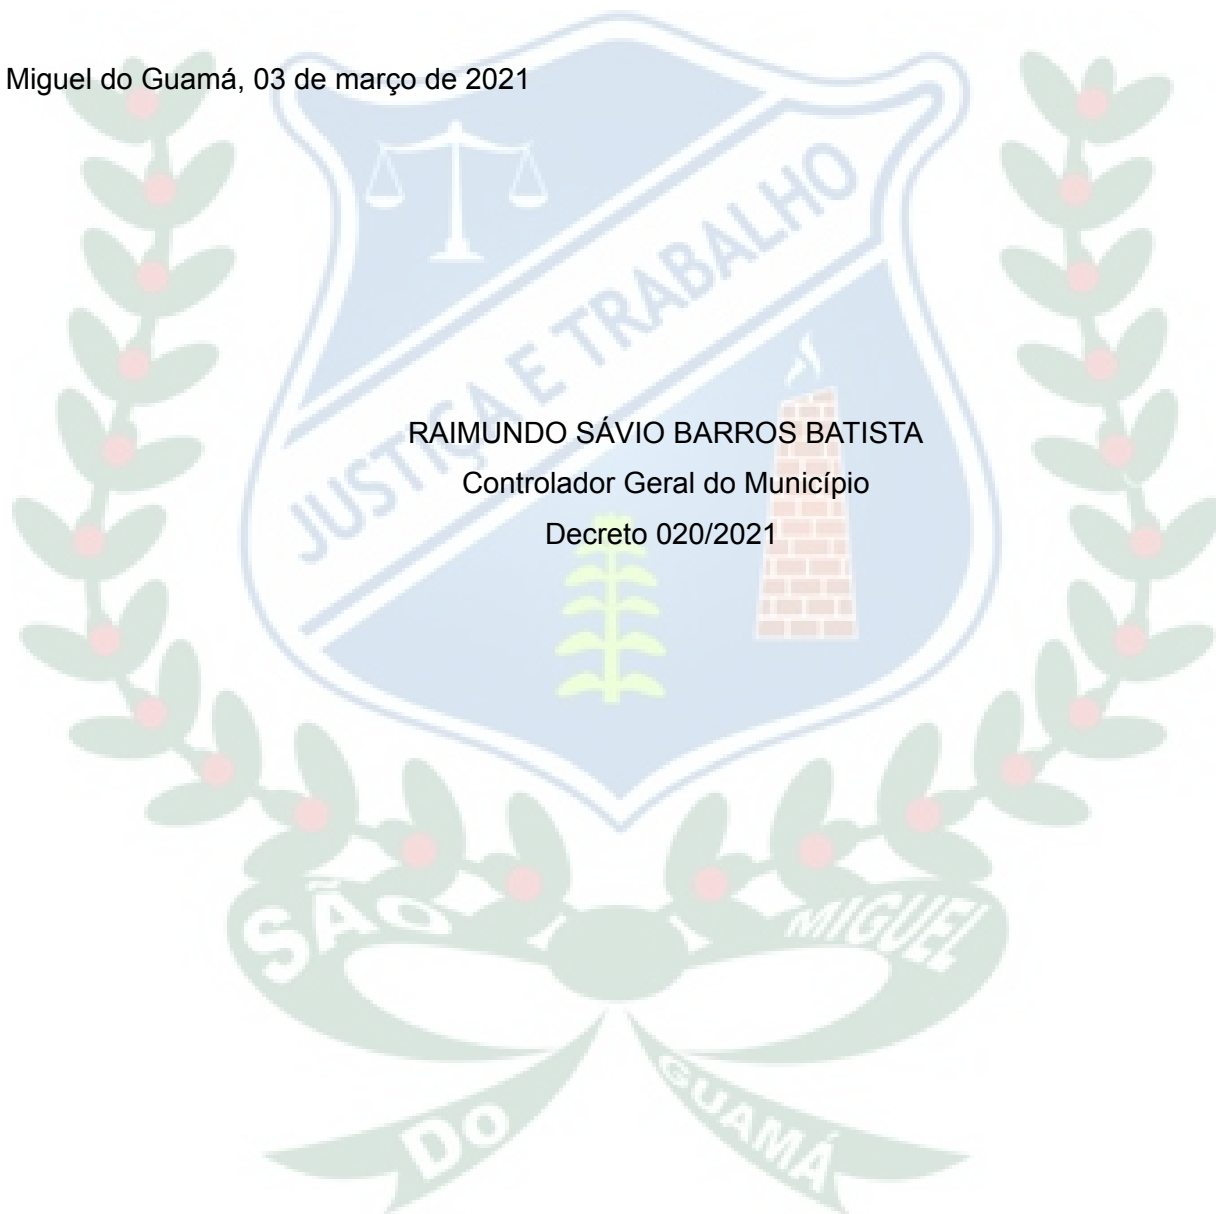 Miguel do Guamá, 03 de março de 2021
JUSTIÇA E TRABALHO
RAIMUNDO SÁVIO BARROS BATISTA
Controlador Geral do Município
Decreto 020/2021
SÃO MIGUEL
Do GUAMÁ